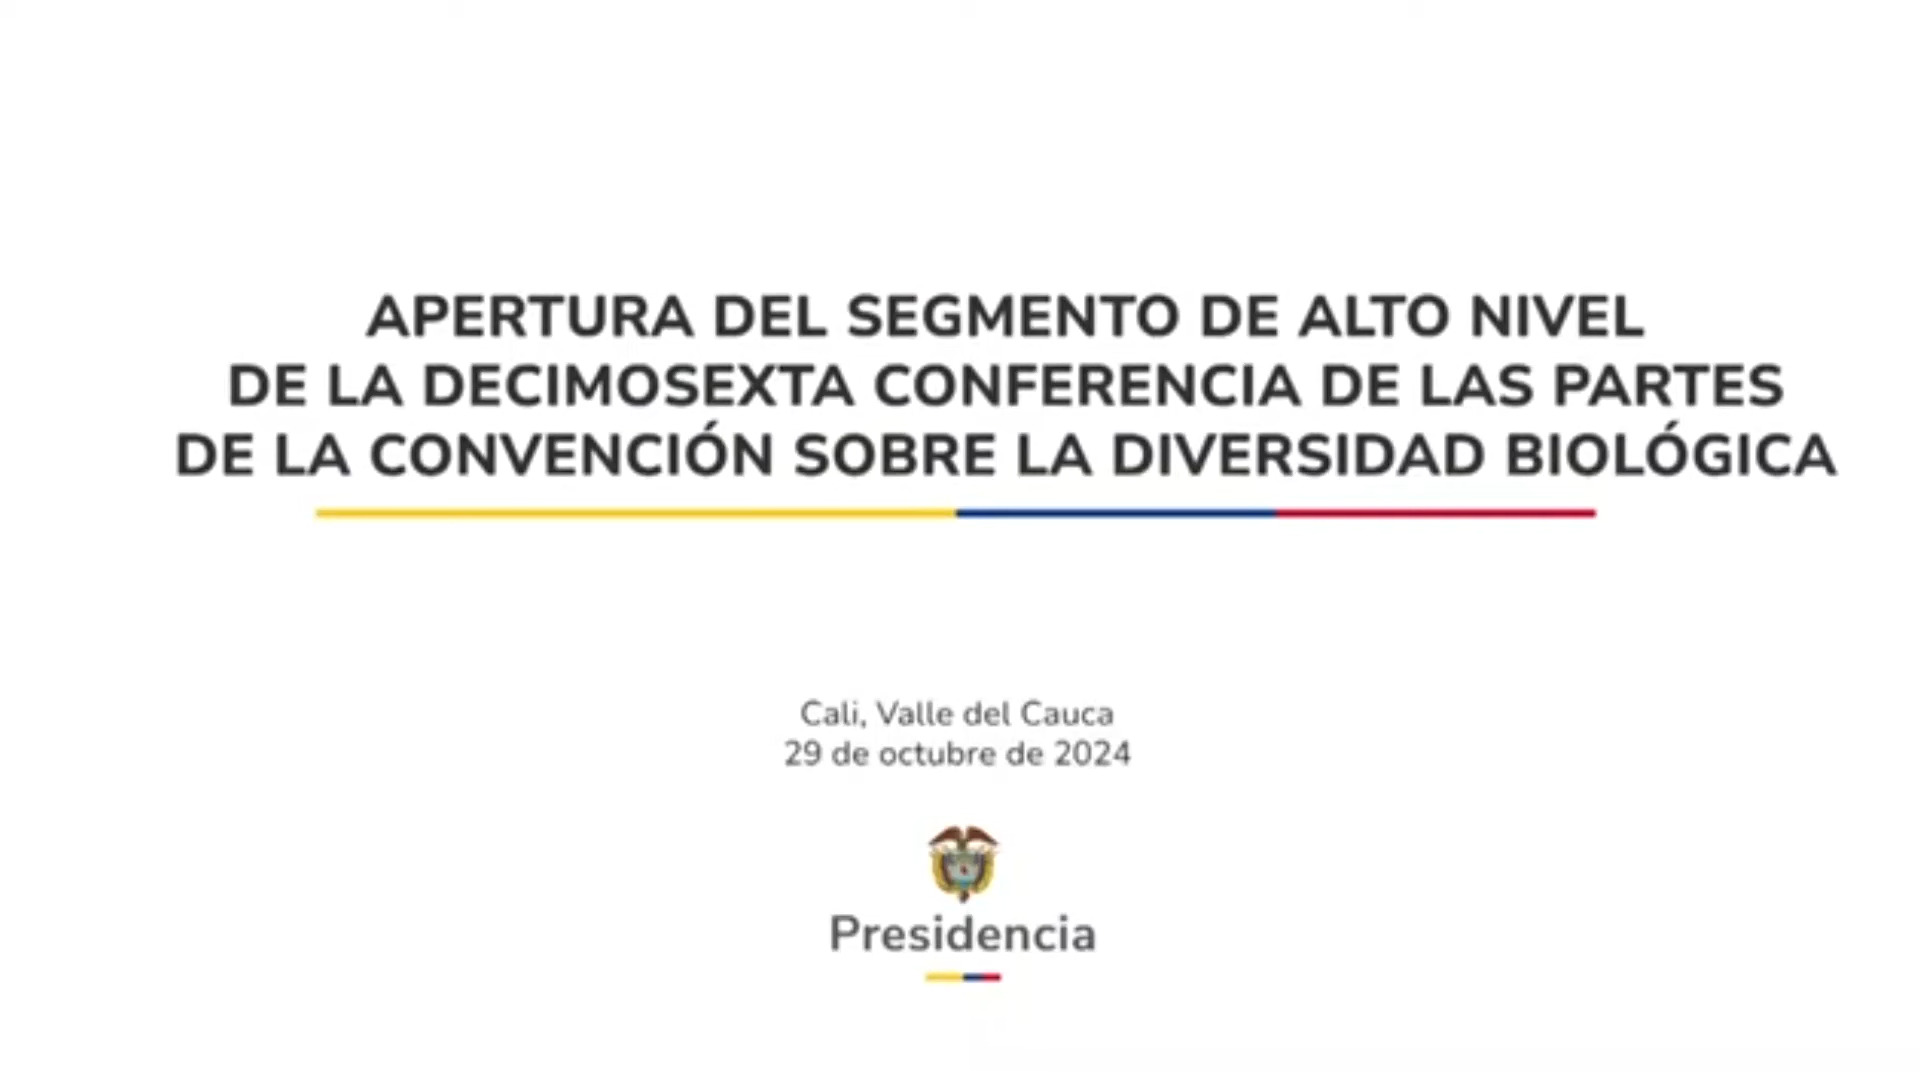 APERTURA DEL SEGMENTO DE ALTO NIVEL
DE LA DECIMOSEXTA CONFERENCIA DE LAS PARTES
DE LA CONVENCIÓN SOBRE LA DIVERSIDAD BIOLÓGICA
Cali, Valle del Cauca
29 de octubre de 2024
Presidencia